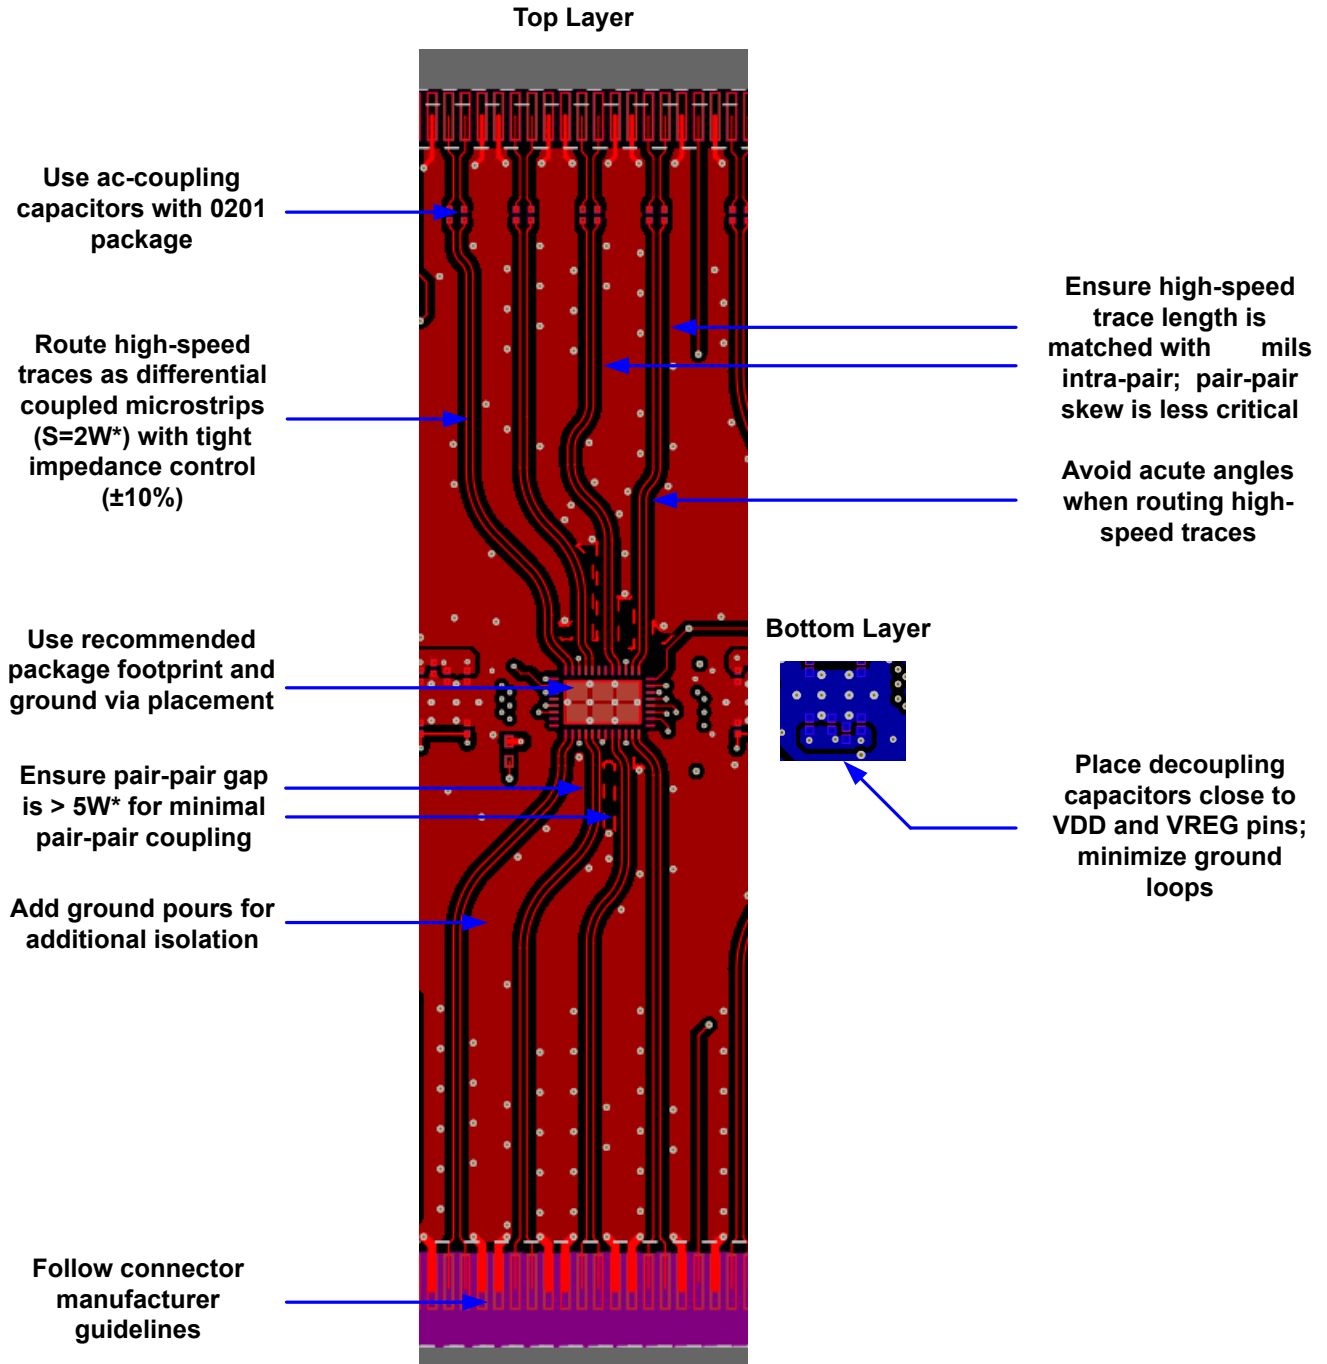 Top Layer
Use ac-coupling
capacitors with 0201
package
Route high-speed
traces as differential
coupled microstrips
(S=2W*) with tight
impedance control
(±10%)
Ensure high-speed
trace length is
matched with mils
intra-pair; pair-pair
skew is less critical
Avoid acute angles
when routing high-
speed traces
Use recommended
package footprint and
ground via placement
Bottom Layer
Ensure pair-pair gap
is > 5W* for minimal
pair-pair coupling
Place decoupling
capacitors close to
VDD and VREG pins;
minimize ground
loops
Add ground pours for
additional isolation
Follow connector
manufacturer
guidelines